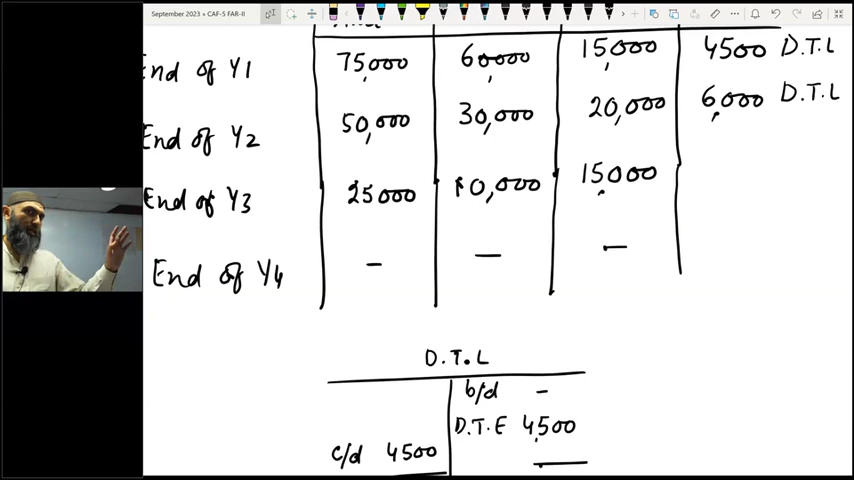 September 2023 » CAF-5 FAR-II
End of Y1 75,000 60,000 15,000 4500 D.T.L
End of Y2 50,000 30,000 20,000 6,000 D.T.L
End of Y3 25000 10,000 15,000
End of Y4 — — —
D.T.L
b/d -
D.T.E 4,500
c/d 4500